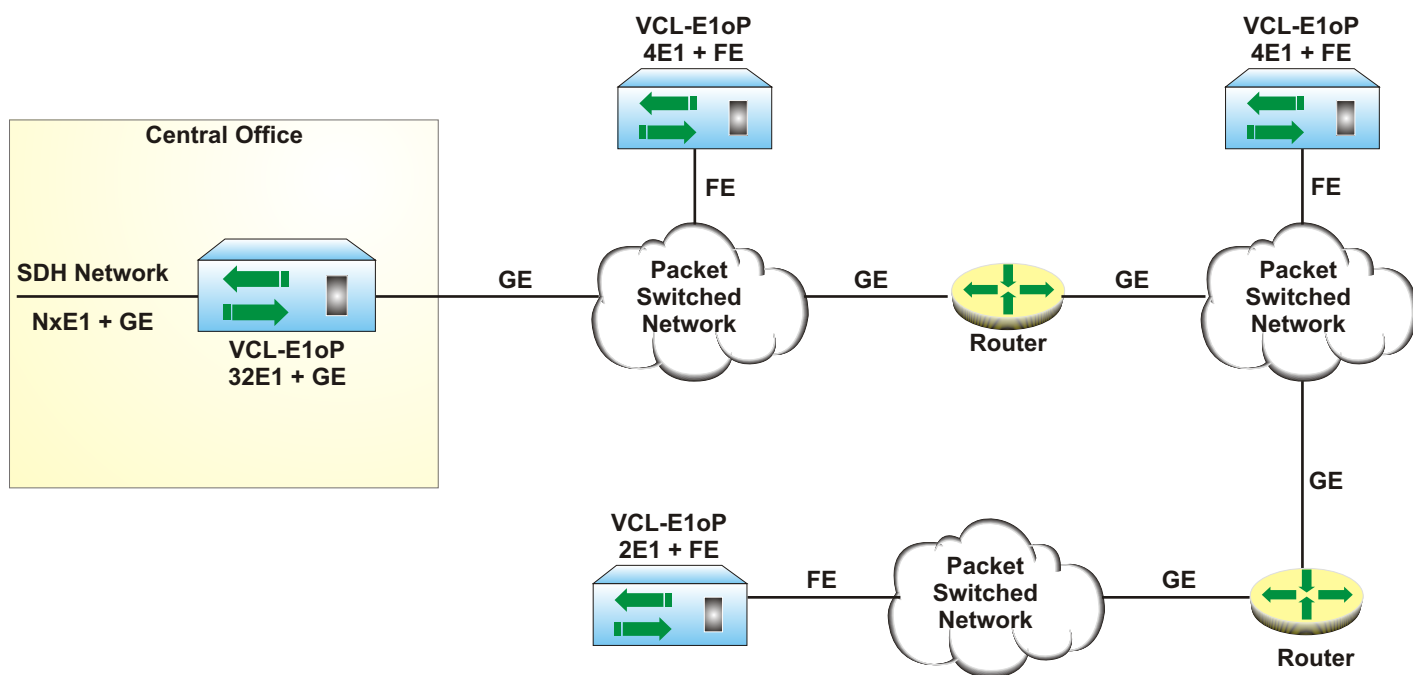 VCL-E1oP
4E1 + FE
VCL-E1oP
4E1 + FE
Central Office
FE
FE
SDH Network
NxE1 + GE
VCL-E1oP
32E1 + GE
GE
Packet
Switched
Network
GE
Router
GE
Packet
Switched
Network
GE
VCL-E1oP
2E1 + FE
FE
Packet
Switched
Network
GE
Router